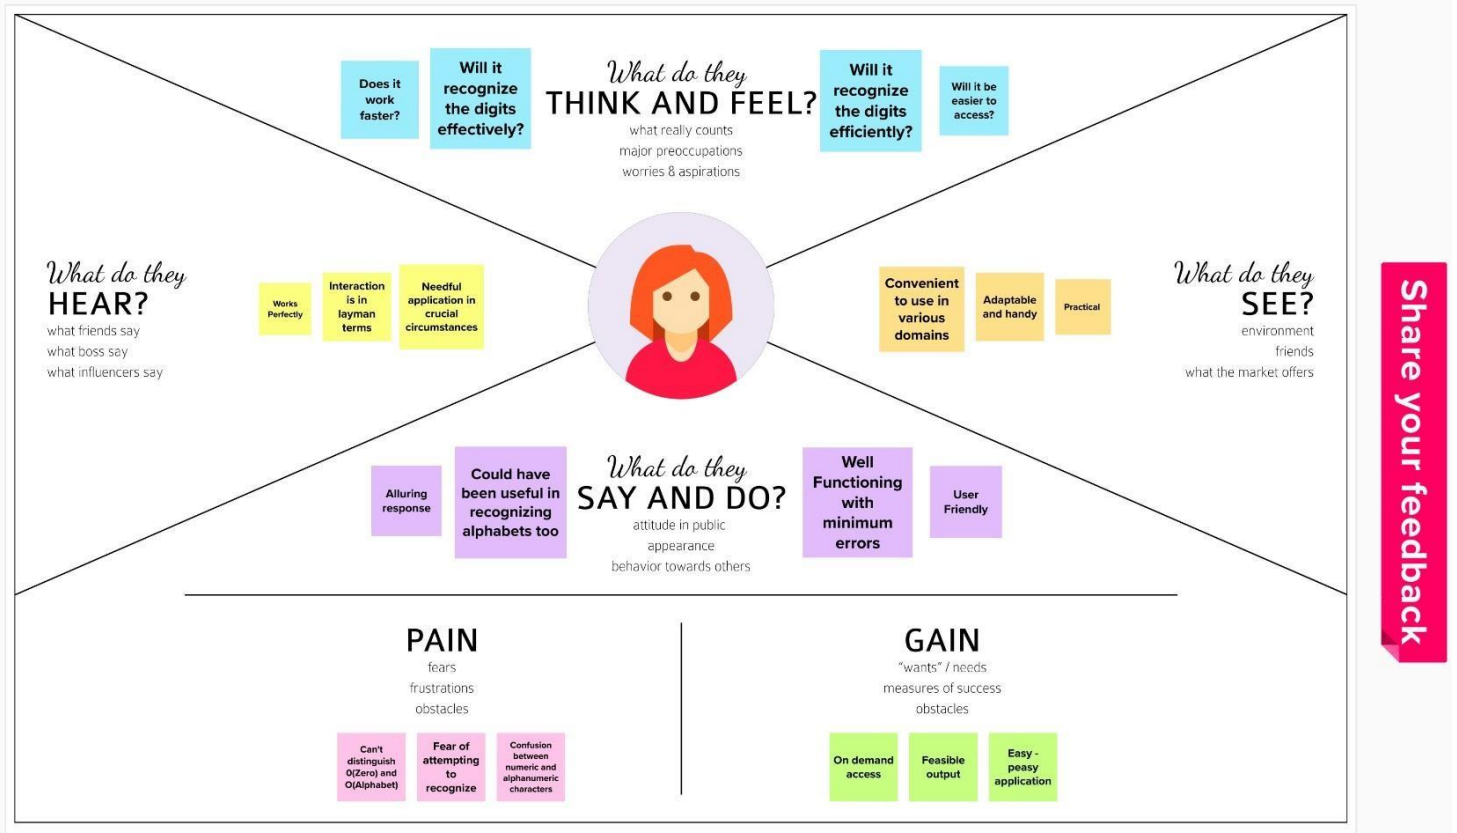 Does it
work
faster?
Will it
recognize
the digits
effectively?
What do they
THINK AND FEEL?
what really counts
major preoccupations
worries & aspirations
Will it
recognize
the digits
efficiently?
Will it be
easier to
access?
What do they
HEAR?
what friends say
what boss say
what influencers say
Works
Perfectly
Interaction
is in
layman
terms
Needful
application in
crucial
circumstances
Convenient
to use in
various
domains
Adaptable
and handy
Practical
What do they
SEE?
environment
friends
what the market offers
Alluring
response
Could have
been useful in
recognizing
alphabets too
What do they
SAY AND DO?
attitude in public
appearance
behavior towards others
Well
Functioning
with
minimum
errors
User
Friendly
PAIN
fears
frustrations
obstacles
Can't
distinguish
0(Zero) and
O(Alphabet)
Fear of
attempting
to
recognize
Confusion
between
numeric and
alphanumeric
characters
GAIN
"wants" / needs
measures of success
obstacles
On demand
access
Feasible
output
Easy -
peasy
application
Share your feedback